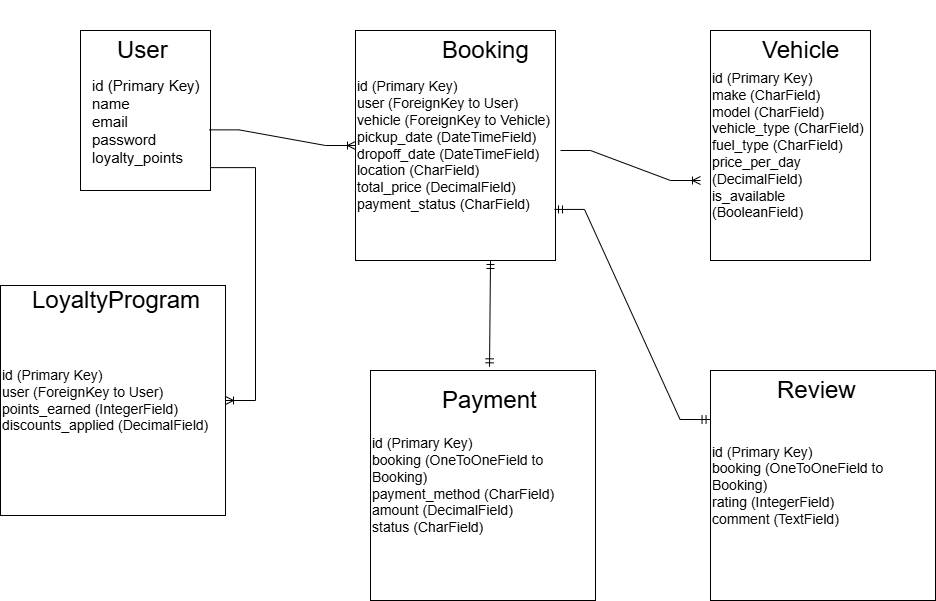 User
id (Primary Key)
name
email
password
loyalty_points
Booking
id (Primary Key)
user (ForeignKey to User)
vehicle (ForeignKey to Vehicle)
pickup_date (DateTimeField)
dropoff_date (DateTimeField)
location (CharField)
total_price (DecimalField)
payment_status (CharField)
Vehicle
id (Primary Key)
make (CharField)
model (CharField)
vehicle_type (CharField)
fuel_type (CharField)
price_per_day
(DecimalField)
is_available
(BooleanField)
LoyaltyProgram
id (Primary Key)
user (ForeignKey to User)
points_earned (IntegerField)
discounts_applied (DecimalField)
Payment
id (Primary Key)
booking (OneToOneField to
Booking)
payment_method (CharField)
amount (DecimalField)
status (CharField)
Review
id (Primary Key)
booking (OneToOneField to
Booking)
rating (IntegerField)
comment (TextField)